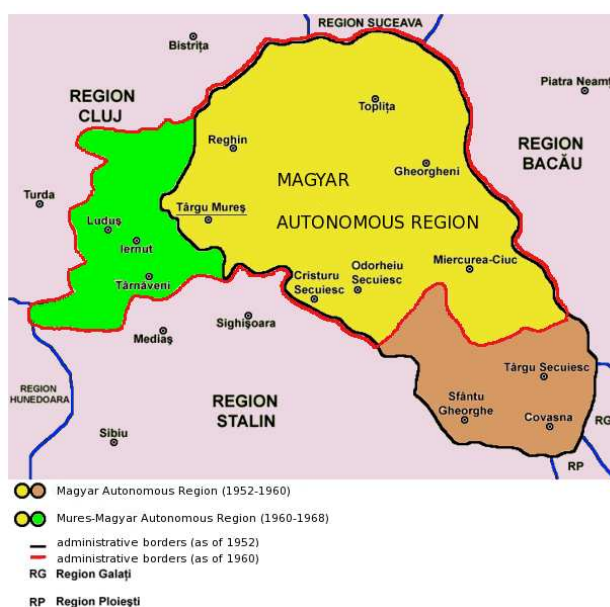 REGION SUCEAVA
Bistrița
Piatra Neamț
REGION
CLUJ
Toplița
REGION
BACĂU
Reghin
Gheorgheni
MAGYAR
AUTONOMOUS REGION
Turda
Târgu Mureș
Luduș
Iernut
Târnăveni
Cristuru
Secuiesc
Odorheiu
Secuiesc
Miercurea-Ciuc
Mediaș
Sighișoara
REGION
HUNEDOARA
REGION
STALIN
Târgu Secuiesc
Sfântu
Gheorghe
Covasna
RG
Sibiu
RP
Magyar Autonomous Region (1952-1960)
Mures-Magyar Autonomous Region (1960-1968)
administrative borders (as of 1952)
administrative borders (as of 1960)
RG Region Galați
RP Region Ploiești